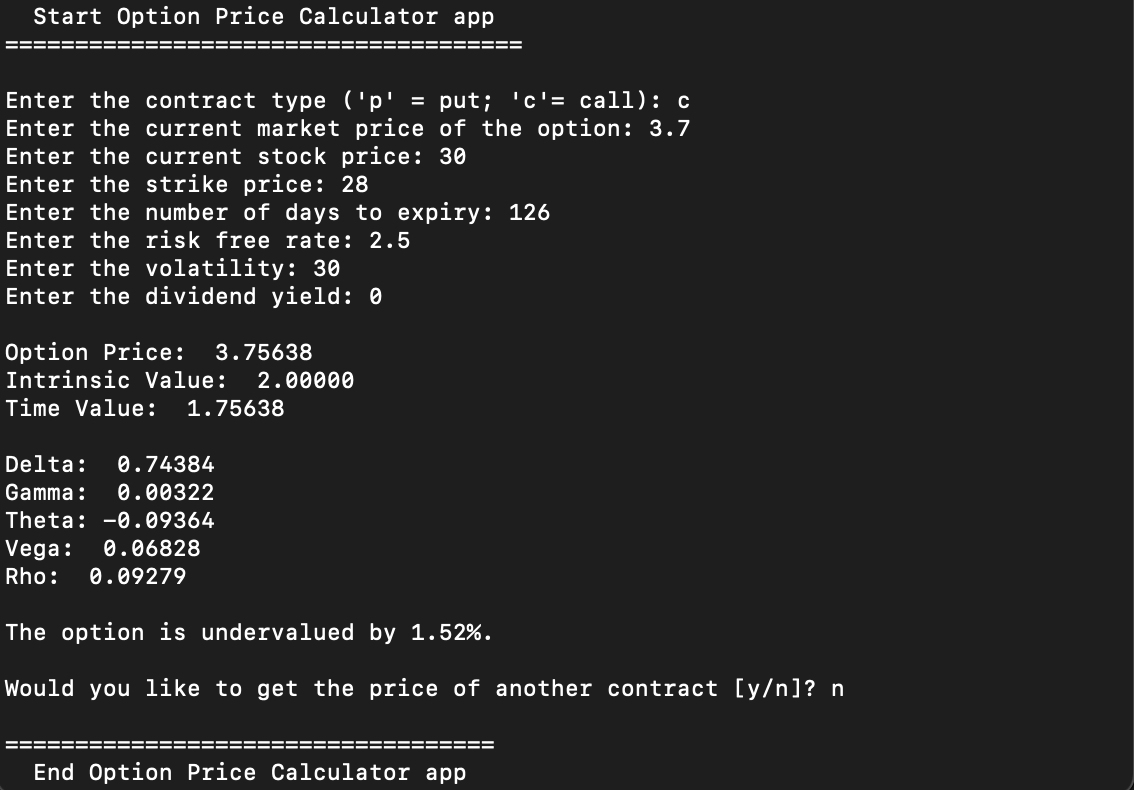 Start Option Price Calculator app
=====================================
Enter the contract type ('p' = put; 'c'= call): c
Enter the current market price of the option: 3.7
Enter the current stock price: 30
Enter the strike price: 28
Enter the number of days to expiry: 126
Enter the risk free rate: 2.5
Enter the volatility: 30
Enter the dividend yield: 0
Option Price:  3.75638
Intrinsic Value:  2.00000
Time Value:  1.75638
Delta:  0.74384
Gamma:  0.00322
Theta: -0.09364
Vega:  0.06828
Rho:  0.09279
The option is undervalued by 1.52%.
Would you like to get the price of another contract [y/n]? n
===================================
End Option Price Calculator app